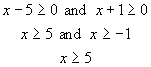 x − 5 ≥ 0 and x + 1 ≥ 0
x ≥ 5 and x ≥ −1
x ≥ 5